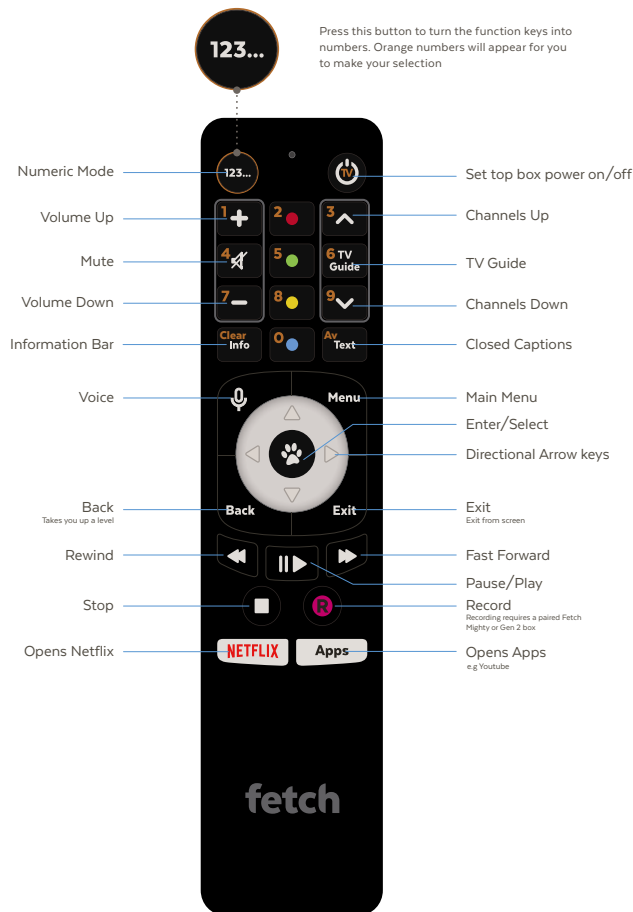 123...
Press this button to turn the function keys into
numbers. Orange numbers will appear for you
to make your selection
Numeric Mode
123...
TV
Set top box power on/off
Volume Up
1
2
3
Channels Up
Mute
4
5
6 TV
Guide
TV Guide
Volume Down
7
8
9
Channels Down
Information Bar
Clear
Info
0
Av
Text
Closed Captions
Voice
Menu
Main Menu
Enter/Select
Directional Arrow keys
Back
Takes you up a level
Back
Exit
Exit
Exit from screen
Rewind
Fast Forward
Pause/Play
Stop
R
Record
Recording requires a paired Fetch
Mighty or Gen 2 box
Opens Netflix
NETFLIX
Apps
Opens Apps
e.g Youtube
fetch